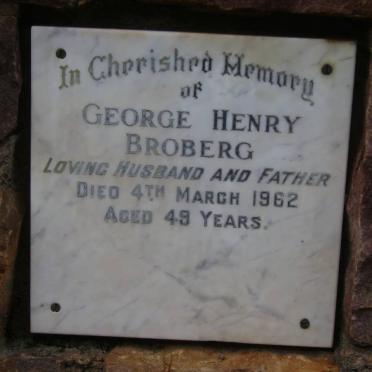 In Cherished Memory
of
GEORGE HENRY
BROBERG
LOVING HUSBAND AND FATHER
DIED 4TH MARCH 1962
AGED 49 YEARS.